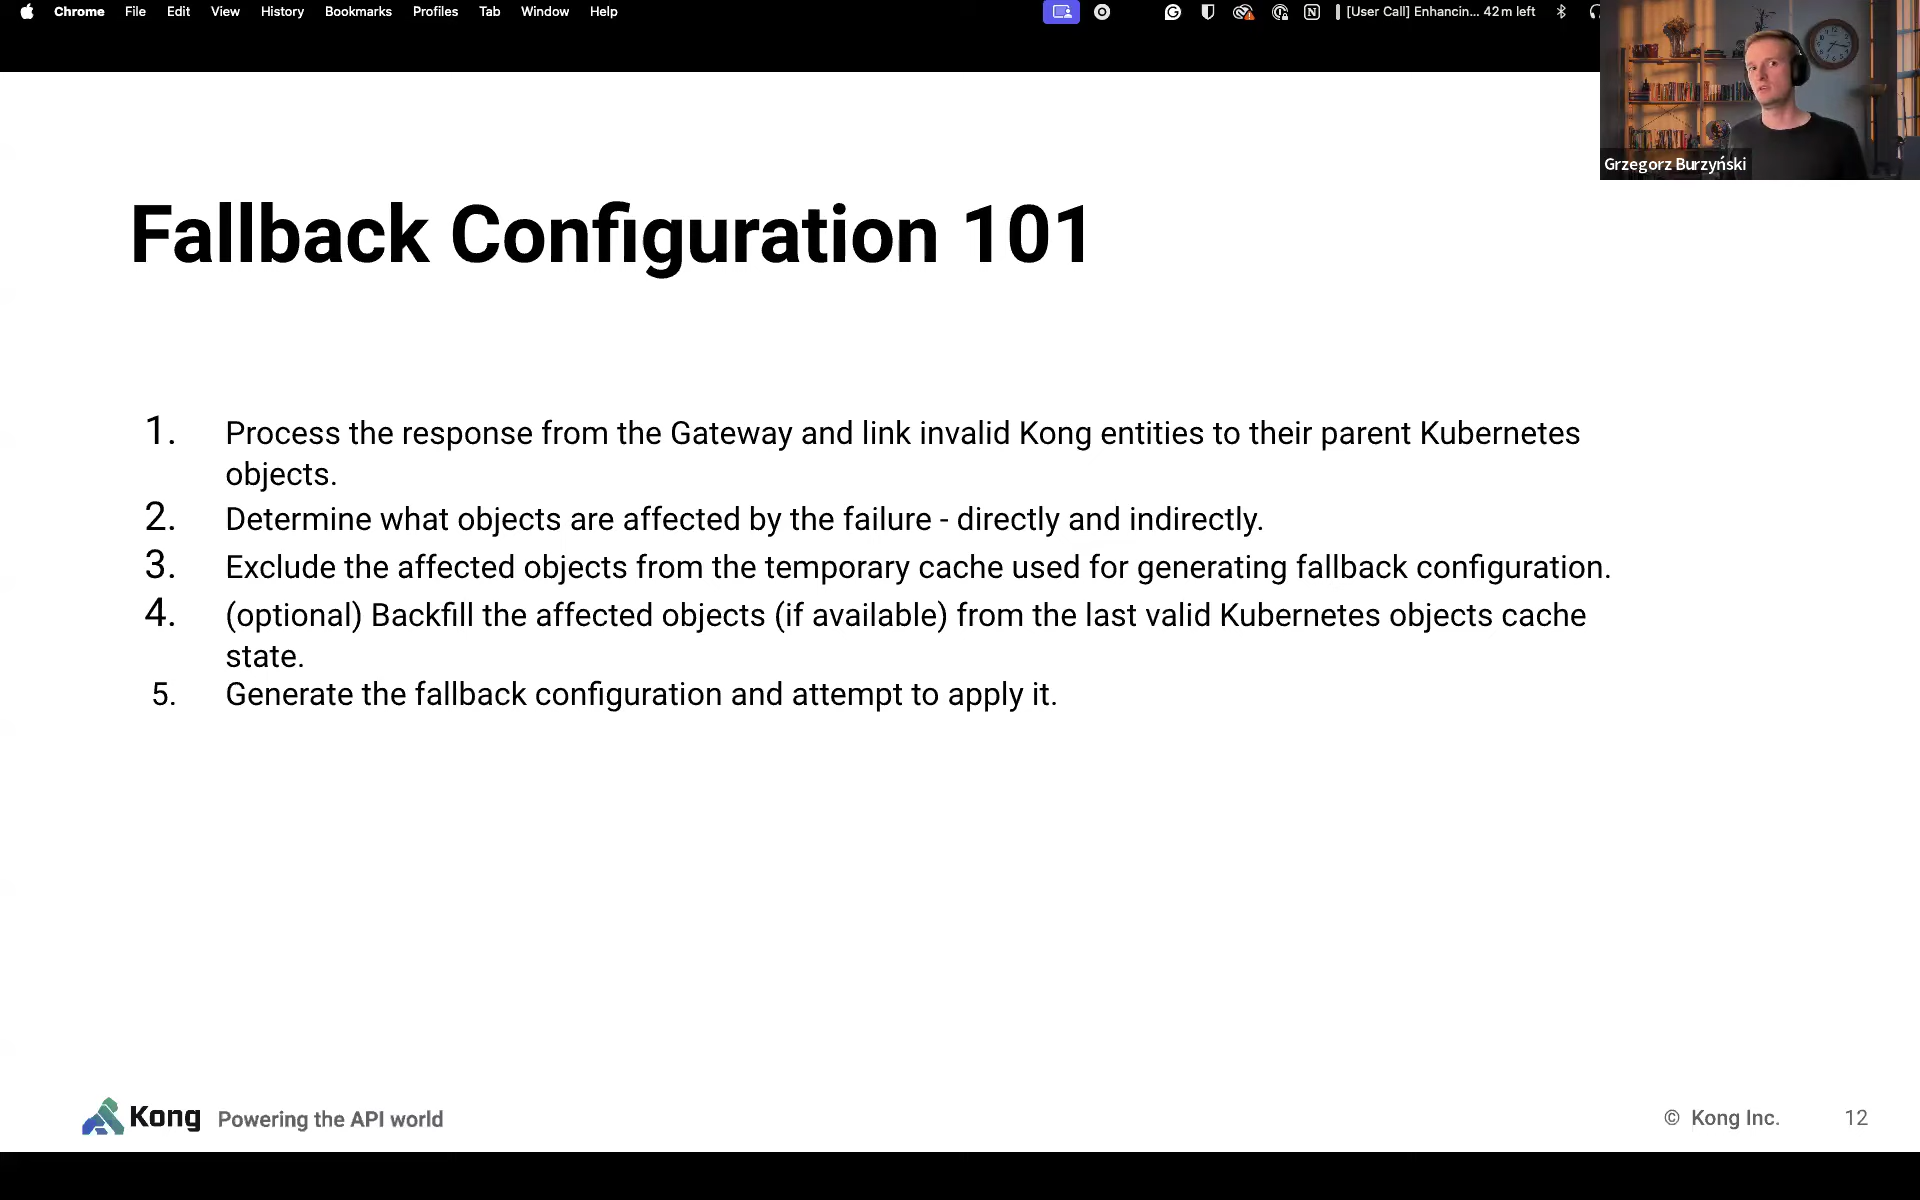 Chrome File Edit View History Bookmarks Profiles Tab Window Help
[User Call] Enhancin... 42 m left
Grzegorz Burzyński
Fallback Configuration 101
1. Process the response from the Gateway and link invalid Kong entities to their parent Kubernetes
objects.
2. Determine what objects are affected by the failure - directly and indirectly.
3. Exclude the affected objects from the temporary cache used for generating fallback configuration.
4. (optional) Backfill the affected objects (if available) from the last valid Kubernetes objects cache
state.
5. Generate the fallback configuration and attempt to apply it.
Kong Powering the API world
© Kong Inc. 12